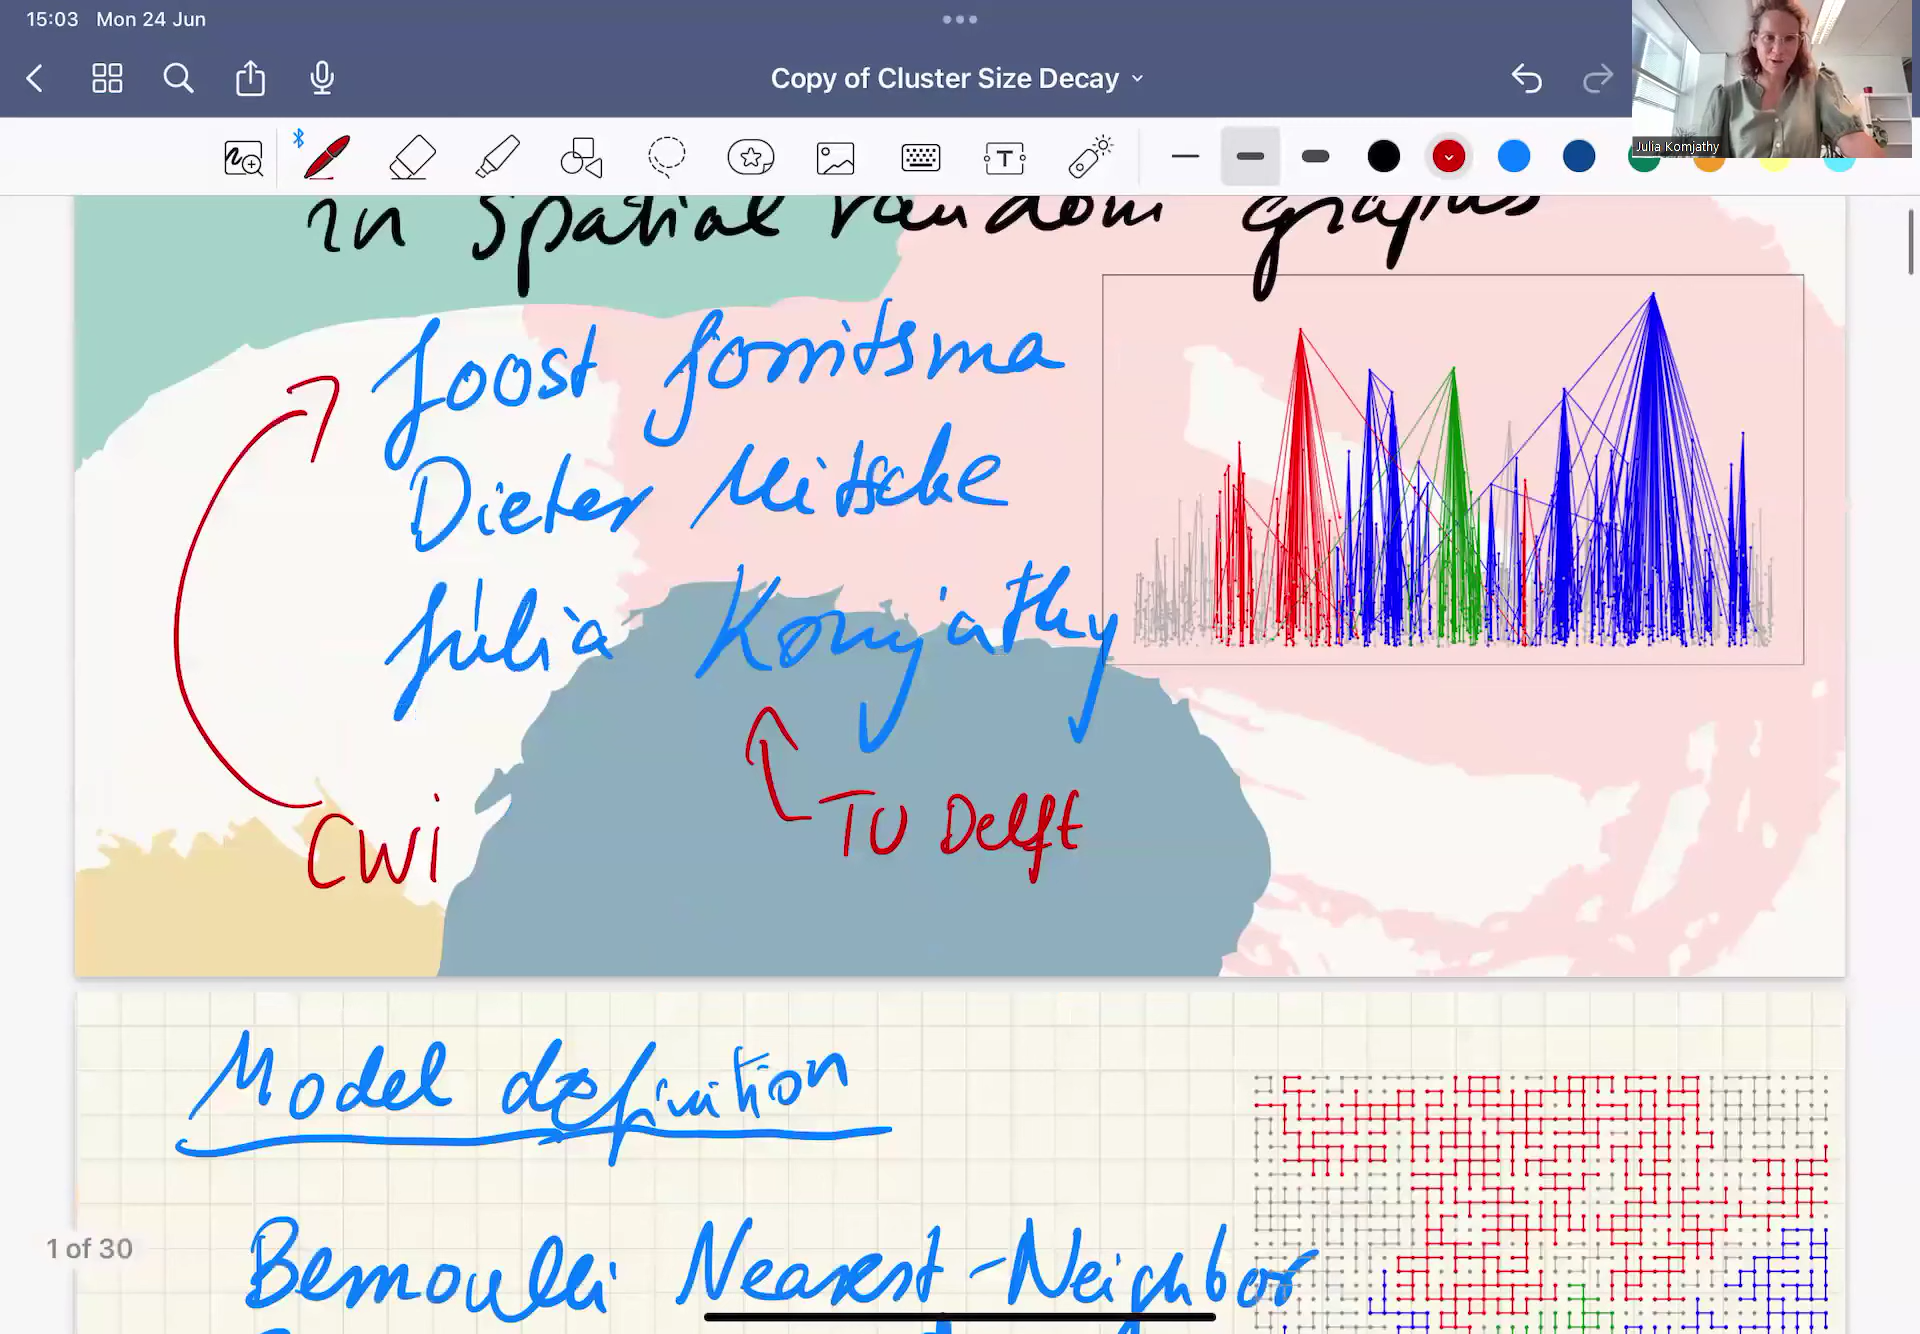 15:03 Mon 24 Jun
Copy of Cluster Size Decay
Julia Komjathy
in Spatial random graphs
Joost Jorritsma
Dieter Mitsche
Júlia Komjáthy
CWI
TU Delft
Model definition
1 of 30
Bernoulli Nearest-Neighbor